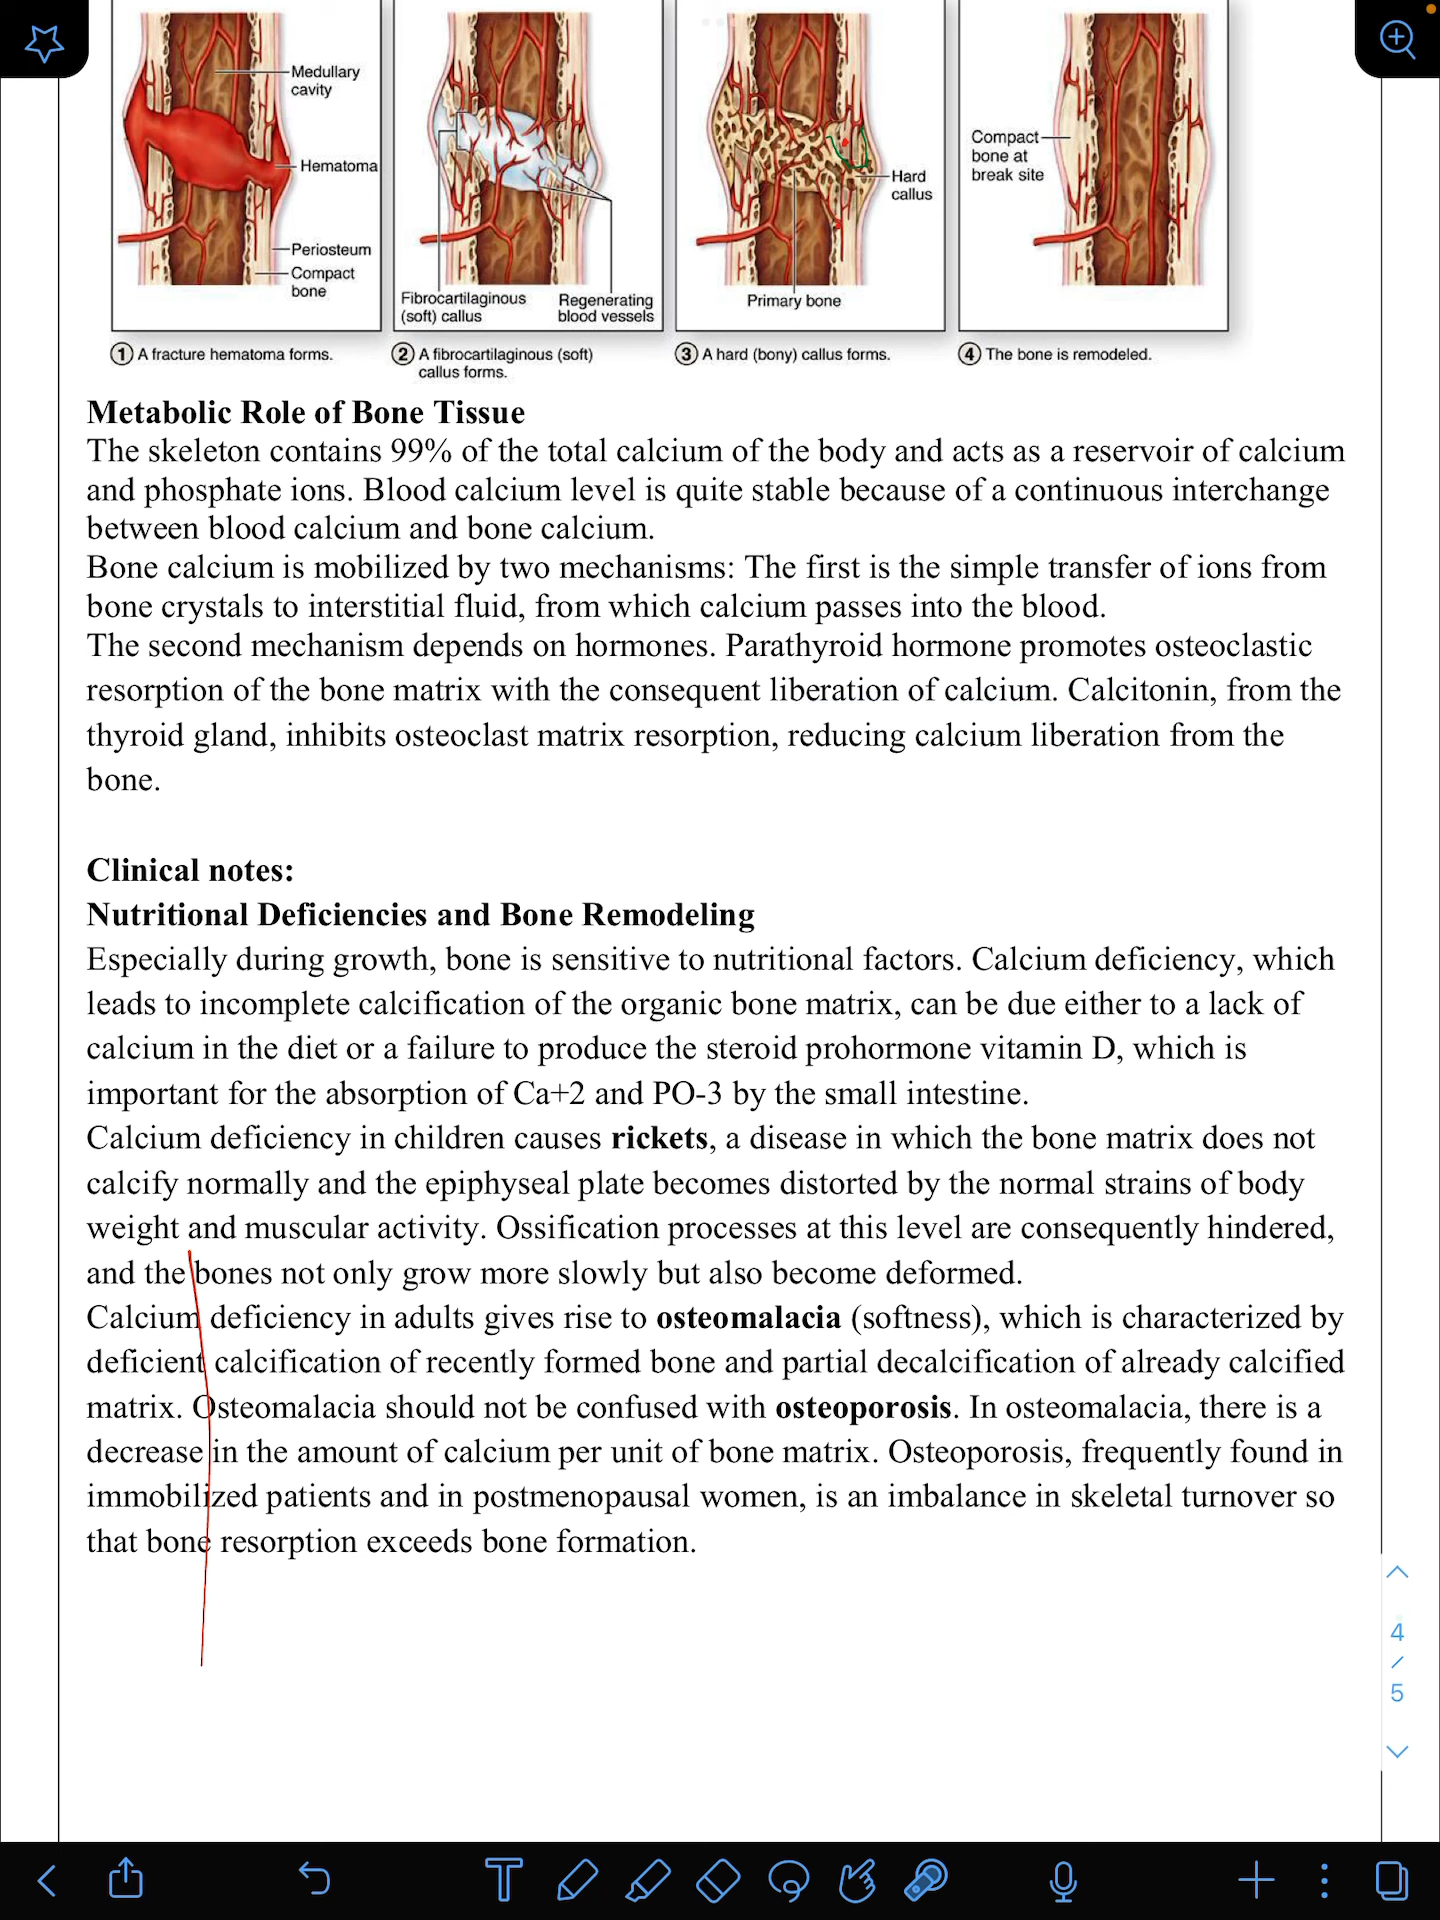 Medullary
cavity
Hematoma
Periosteum
Compact
bone
Fibrocartilaginous
(soft) callus
Regenerating
blood vessels
Hard
callus
Primary bone
Compact
bone at
break site
1 A fracture hematoma forms.
2 A fibrocartilaginous (soft)
callus forms.
3 A hard (bony) callus forms.
4 The bone is remodeled.
Metabolic Role of Bone Tissue
The skeleton contains 99% of the total calcium of the body and acts as a reservoir of calcium
and phosphate ions. Blood calcium level is quite stable because of a continuous interchange
between blood calcium and bone calcium.
Bone calcium is mobilized by two mechanisms: The first is the simple transfer of ions from
bone crystals to interstitial fluid, from which calcium passes into the blood.
The second mechanism depends on hormones. Parathyroid hormone promotes osteoclastic
resorption of the bone matrix with the consequent liberation of calcium. Calcitonin, from the
thyroid gland, inhibits osteoclast matrix resorption, reducing calcium liberation from the
bone.
Clinical notes:
Nutritional Deficiencies and Bone Remodeling
Especially during growth, bone is sensitive to nutritional factors. Calcium deficiency, which
leads to incomplete calcification of the organic bone matrix, can be due either to a lack of
calcium in the diet or a failure to produce the steroid prohormone vitamin D, which is
important for the absorption of Ca+2 and PO-3 by the small intestine.
Calcium deficiency in children causes rickets, a disease in which the bone matrix does not
calcify normally and the epiphyseal plate becomes distorted by the normal strains of body
weight and muscular activity. Ossification processes at this level are consequently hindered,
and the bones not only grow more slowly but also become deformed.
Calcium deficiency in adults gives rise to osteomalacia (softness), which is characterized by
deficient calcification of recently formed bone and partial decalcification of already calcified
matrix. Osteomalacia should not be confused with osteoporosis. In osteomalacia, there is a
decrease in the amount of calcium per unit of bone matrix. Osteoporosis, frequently found in
immobilized patients and in postmenopausal women, is an imbalance in skeletal turnover so
that bone resorption exceeds bone formation.
4
/
5
T